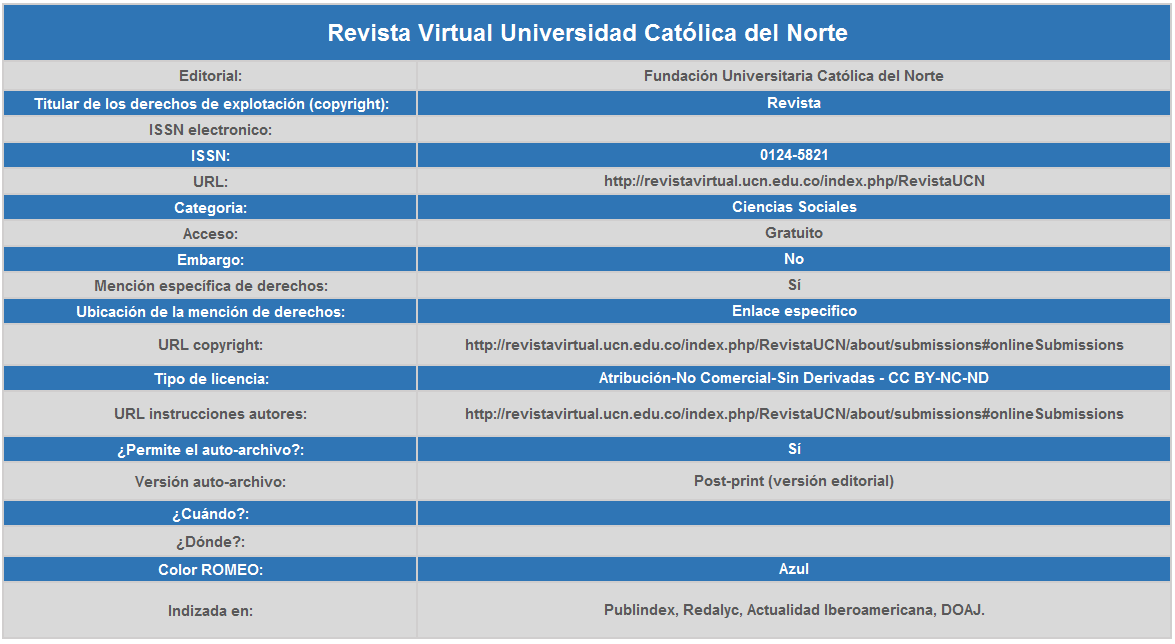 Revista Virtual Universidad Católica del Norte
Editorial: Fundación Universitaria Católica del Norte
Titular de los derechos de explotación (copyright): Revista
ISSN electronico:
ISSN: 0124-5821
URL: http://revistavirtual.ucn.edu.co/index.php/RevistaUCN
Categoria: Ciencias Sociales
Acceso: Gratuito
Embargo: No
Mención específica de derechos: Sí
Ubicación de la mención de derechos: Enlace especifico
URL copyright: http://revistavirtual.ucn.edu.co/index.php/RevistaUCN/about/submissions#onlineSubmissions
Tipo de licencia: Atribución-No Comercial-Sin Derivadas - CC BY-NC-ND
URL instrucciones autores: http://revistavirtual.ucn.edu.co/index.php/RevistaUCN/about/submissions#onlineSubmissions
¿Permite el auto-archivo?: Sí
Versión auto-archivo: Post-print (versión editorial)
¿Cuándo?:
¿Dónde?:
Color ROMEO: Azul
Indizada en: Publindex, Redalyc, Actualidad Iberoamericana, DOAJ.